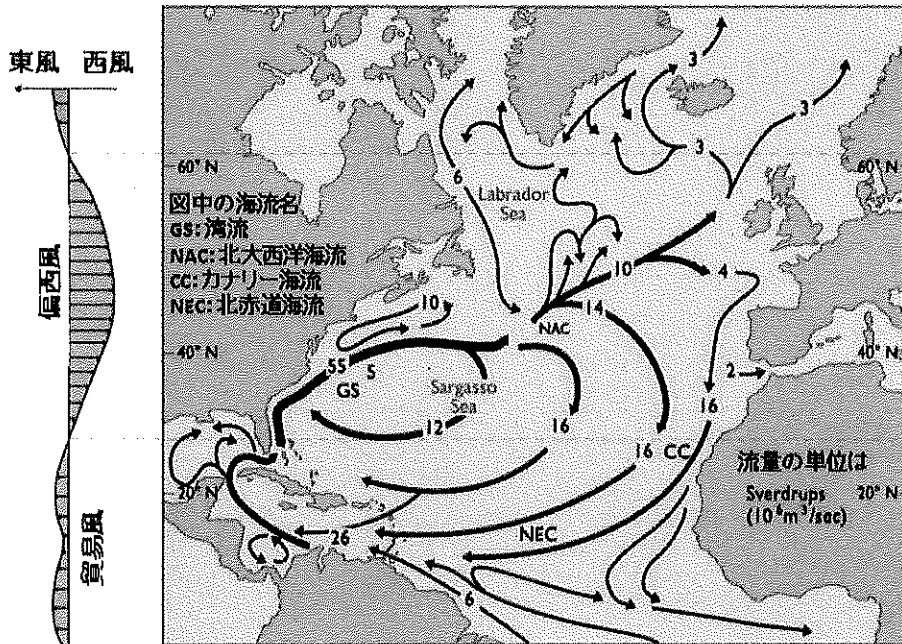 東風 西風
偏西風
貿易風
60° N
図中の海流名
GS: 湾流
NAC: 北大西洋海流
CC: カナリー海流
NEC: 北赤道海流
20° N
Labrador
Sea
6
3
3
3
60° N
10
4
14
NAC
10
55
5
GS
Sargasso
Sea
12
16
40° N
40° N
2
16
16 CC
流量の単位は
Sverdrups
(10⁶m³/sec)
20° N
NEC
26
6